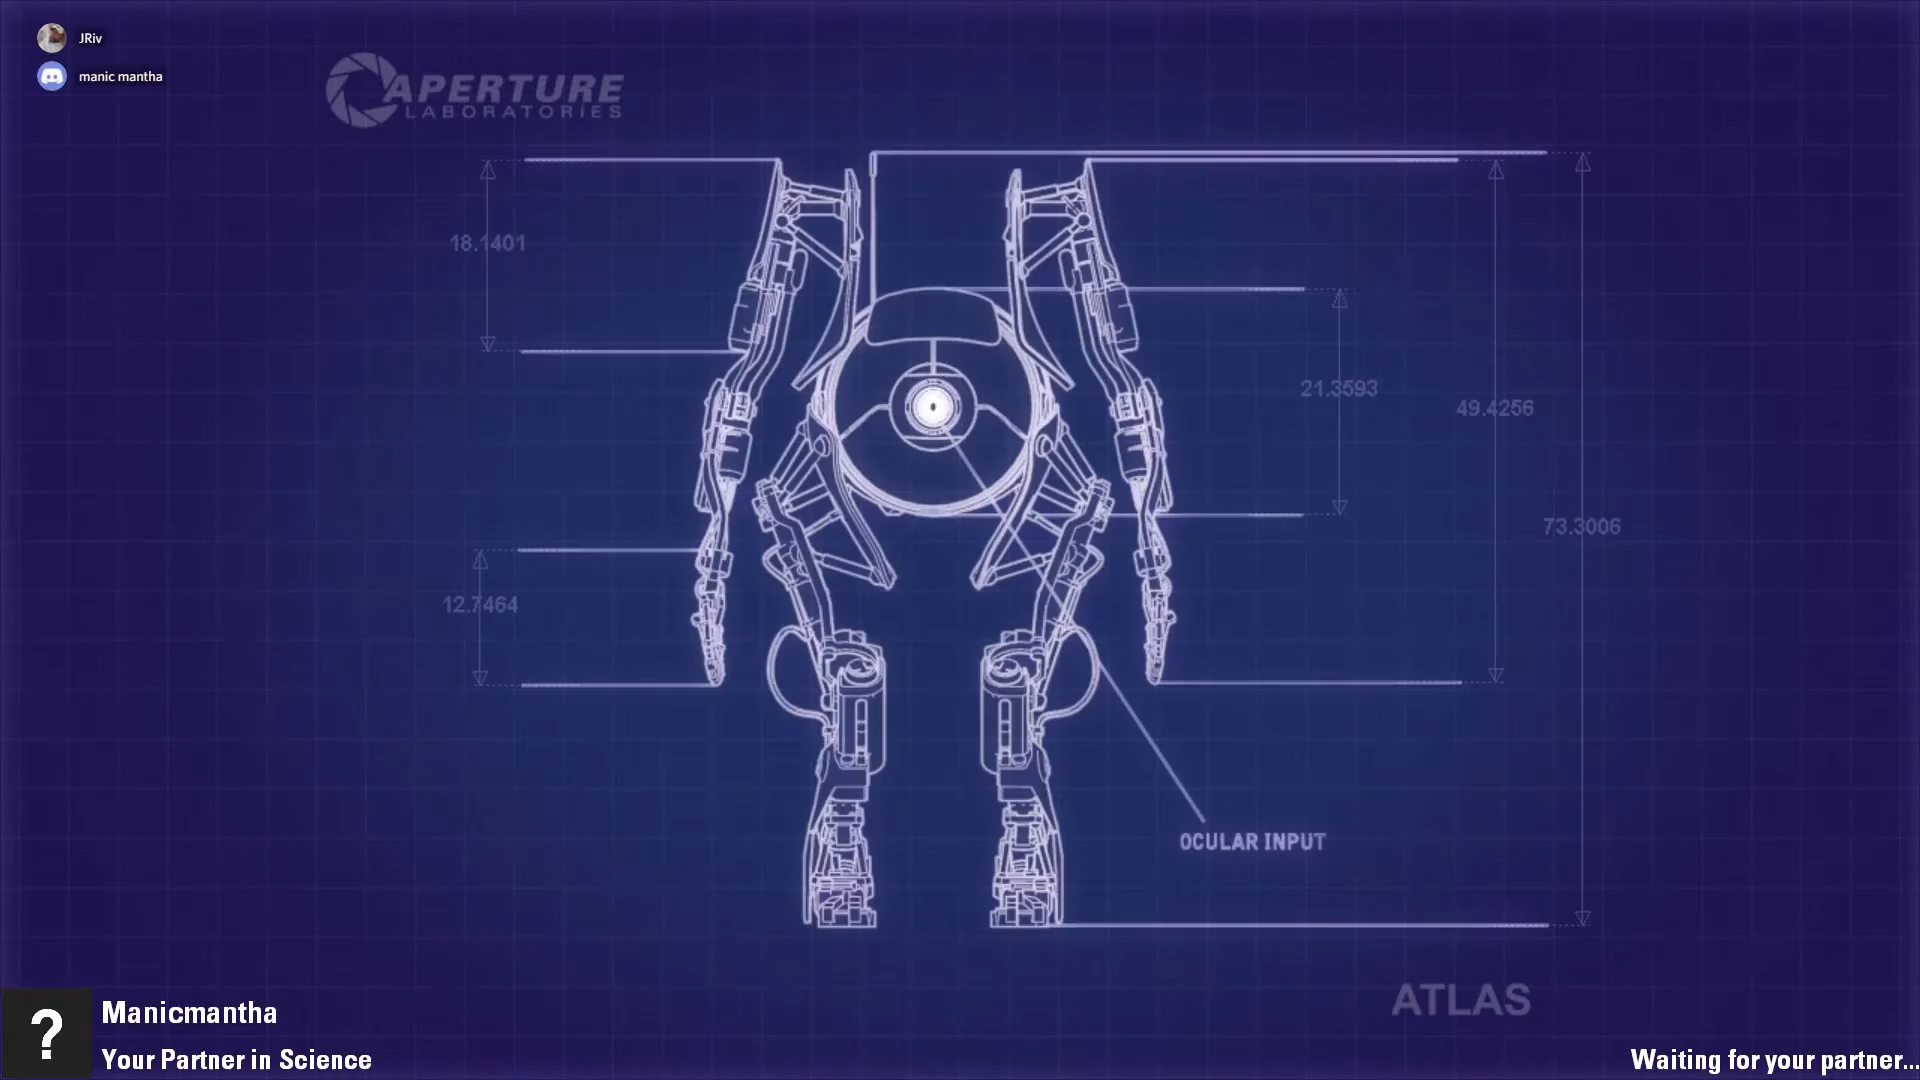 JRiv
manic mantha
APERTURE
LABORATORIES
18.1401
21.3593
49.4256
73.3006
12.7464
OCULAR INPUT
ATLAS
?
Manicmantha
Your Partner in Science
Waiting for your partner...